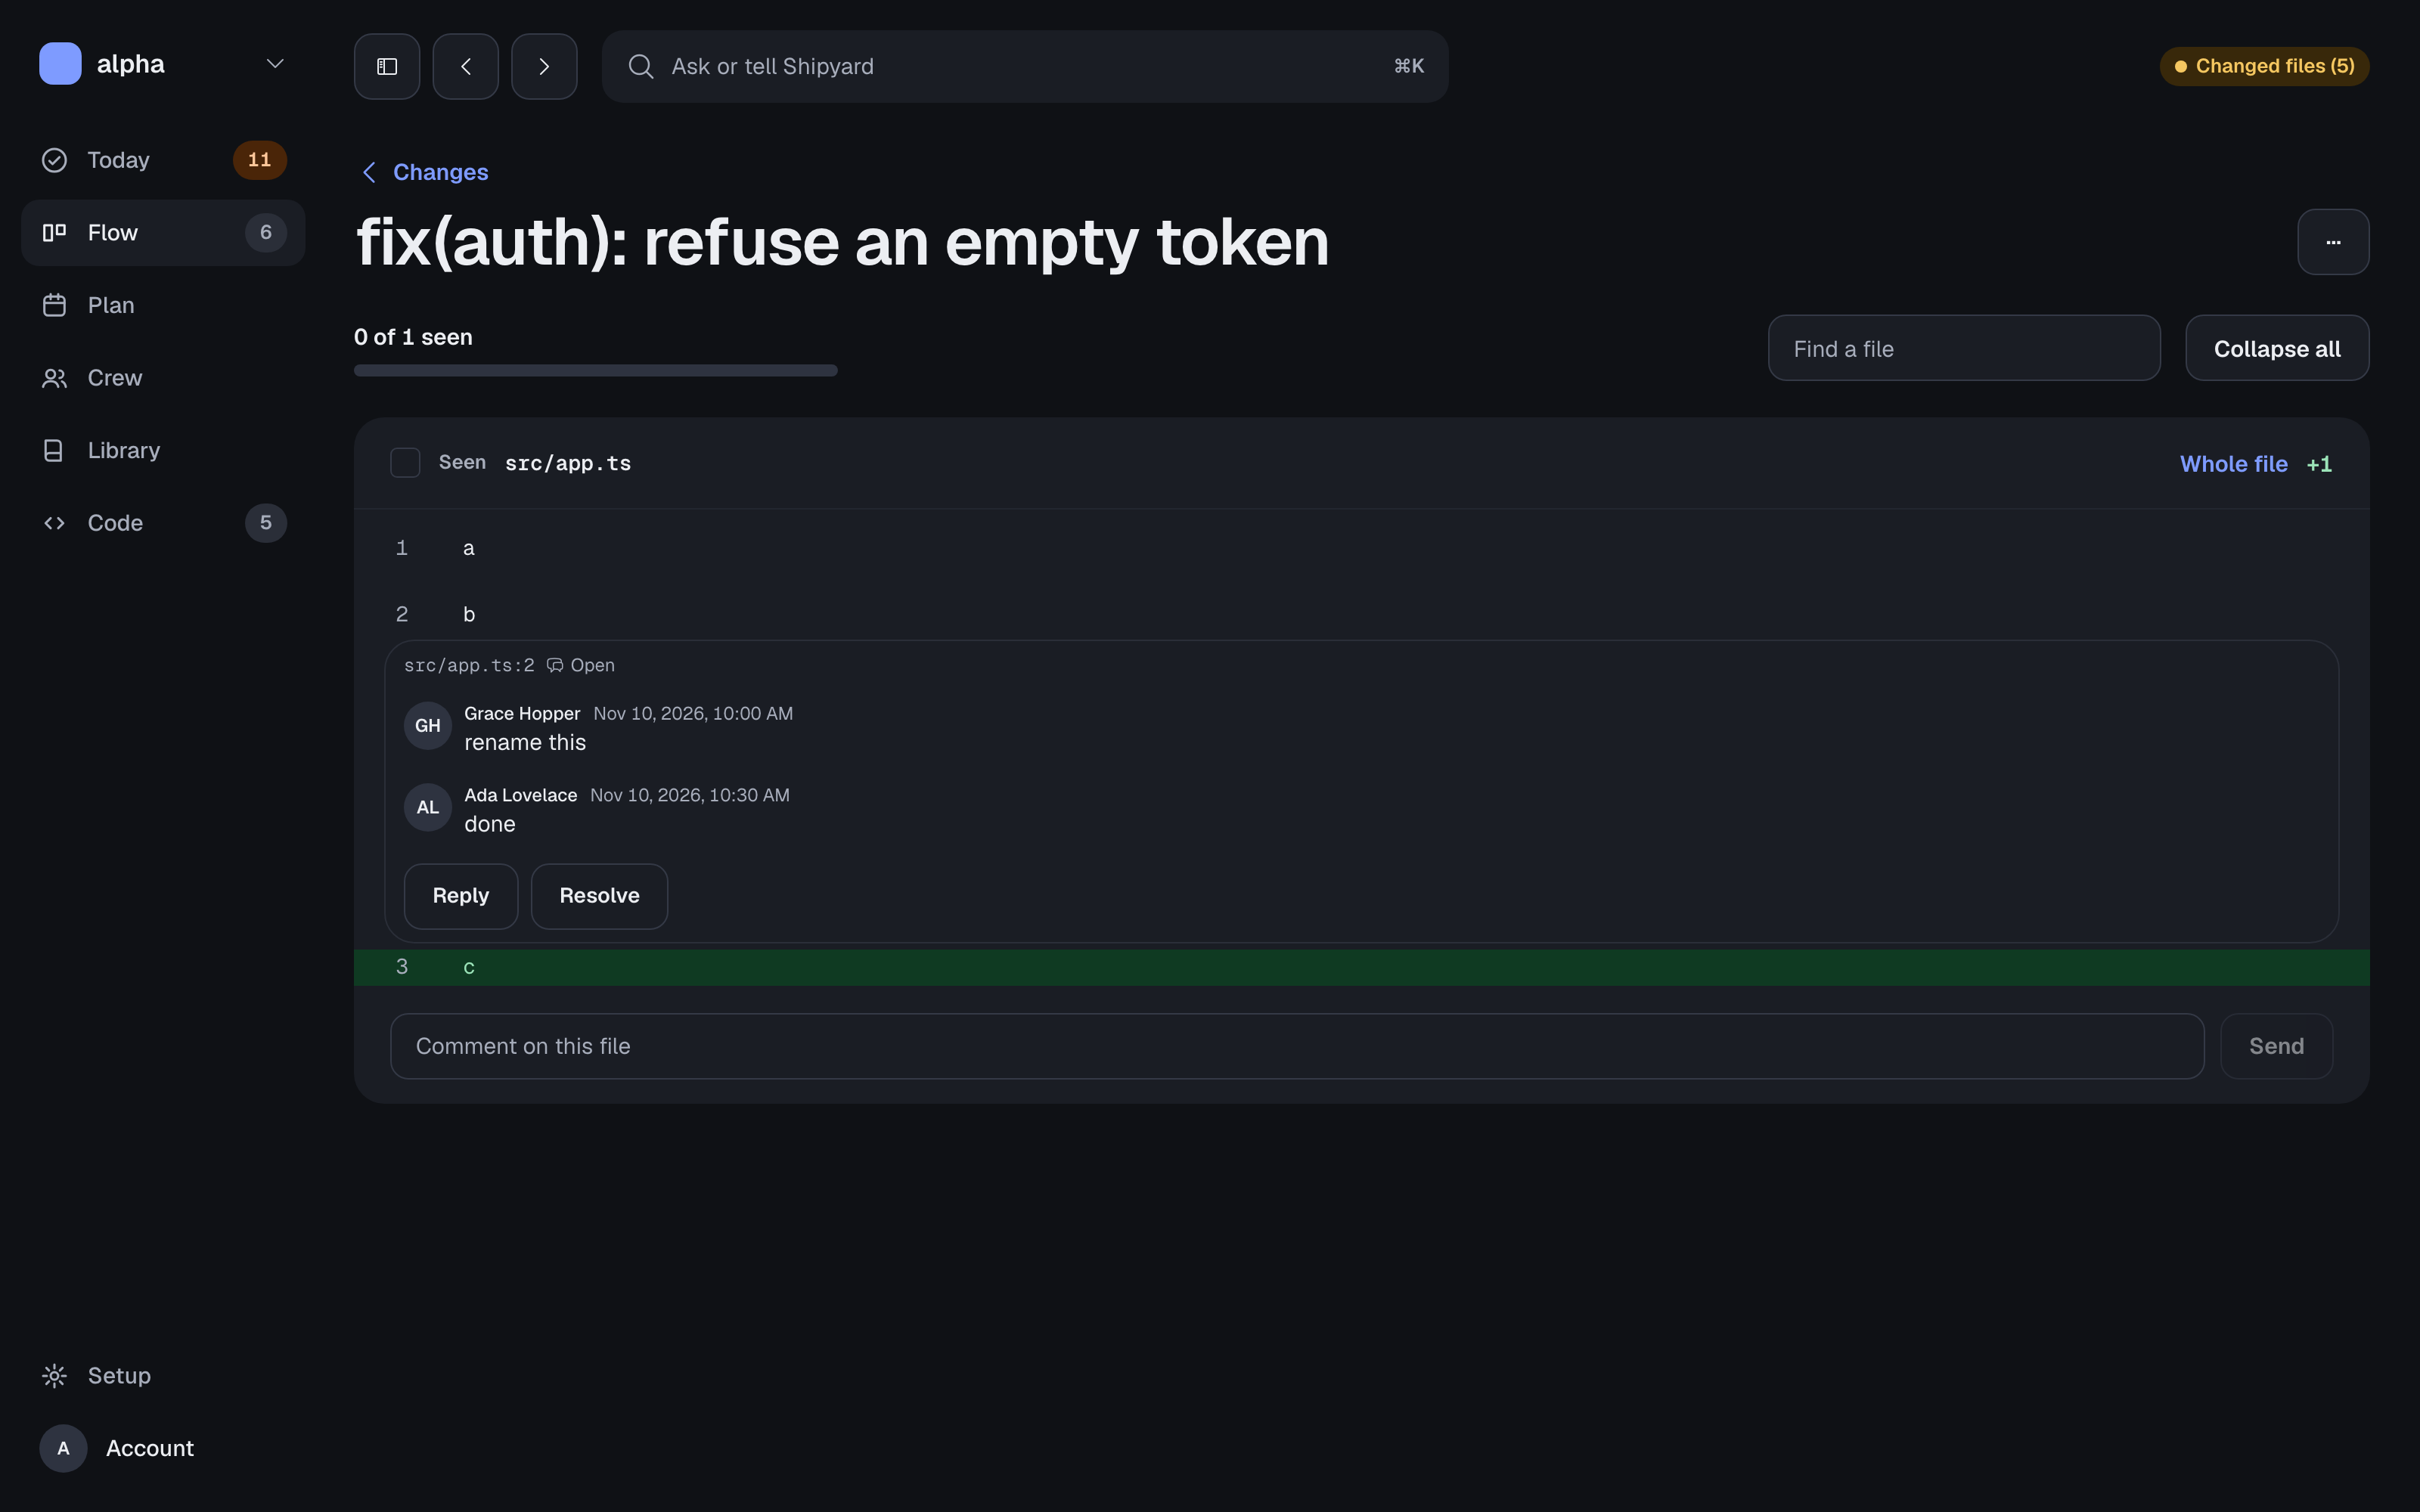 alpha
Ask or tell Shipyard ⌘K
Changed files (5)
Today 11
Flow 6
Plan
Crew
Library
Code 5
Setup
A Account
Changes
fix(auth): refuse an empty token
0 of 1 seen
Find a file
Collapse all
Seen src/app.ts
Whole file +1
1 a
2 b
src/app.ts:2 Open
GH
Grace Hopper Nov 10, 2026, 10:00 AM
rename this
AL
Ada Lovelace Nov 10, 2026, 10:30 AM
done
Reply Resolve
3 c
Comment on this file
Send